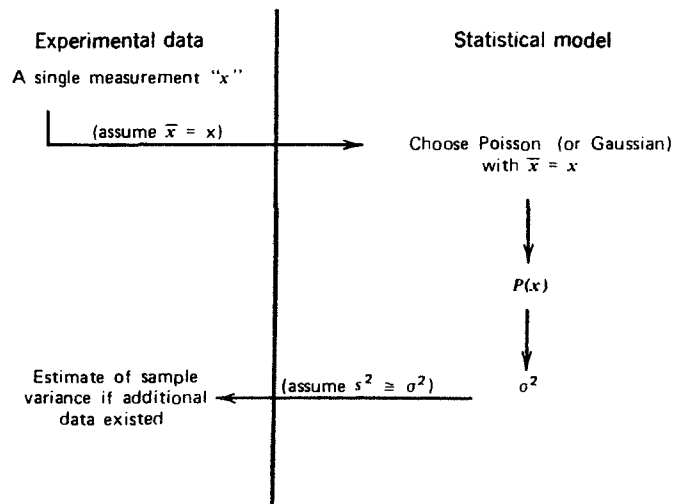 Experimental data
A single measurement “x”
(assume x̅ = x)
Statistical model
Choose Poisson (or Gaussian)
with x̅ = x
P(x)
σ²
(assume s² ≅ σ²)
Estimate of sample
variance if additional
data existed